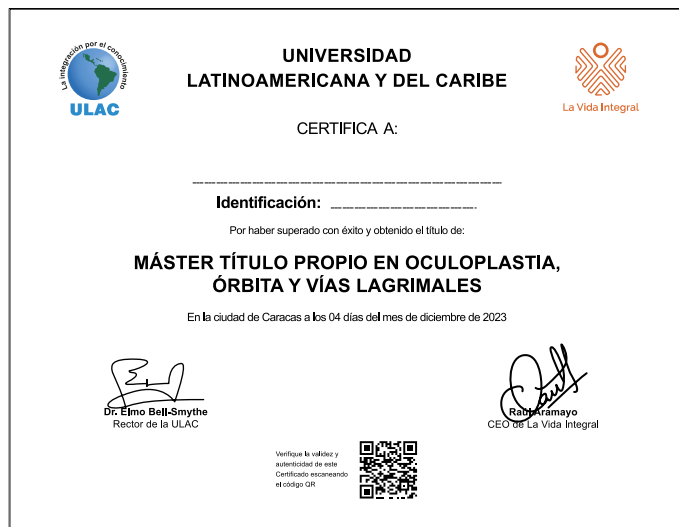 La integración por el conocimiento
ULAC
UNIVERSIDAD
LATINOAMERICANA Y DEL CARIBE
La Vida Integral
CERTIFICA A:
Identificación:
Por haber superado con éxito y obtenido el título de:
MÁSTER TÍTULO PROPIO EN OCULOPLASTIA,
ÓRBITA Y VÍAS LAGRIMALES
En la ciudad de Caracas a los 04 días del mes de diciembre de 2023
Dr. Elmo Bell-Smythe
Rector de la ULAC
Raúl Aramayo
CEO de La Vida Integral
Verifique la validez y
autenticidad de este
Certificado escaneando
el código QR